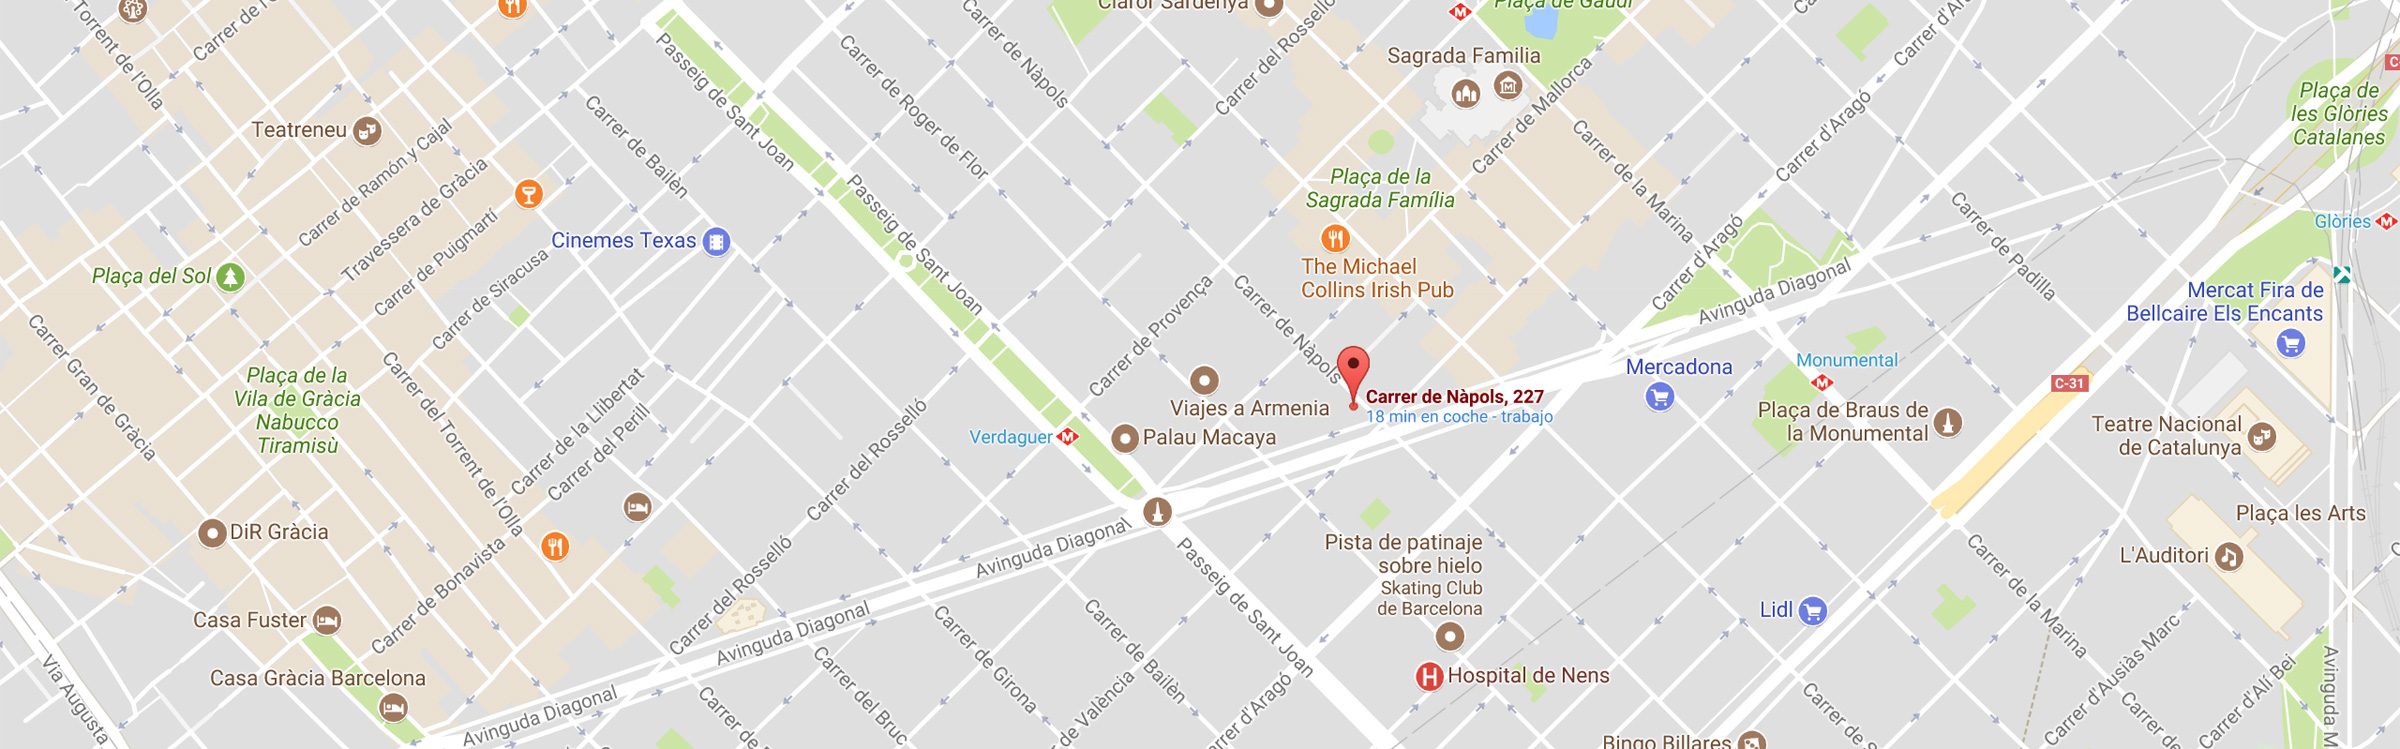 Carrer de l'O
Torrent de l'Olla
Teatreneu
Carrer de Ramón y Cajal
Travessera de Gràcia
Carrer de Puigmartí
Carrer de Siracusa
Plaça del Sol
Carrer Gran de Gràcia
Plaça de la
Vila de Gràcia
Nabucco
Tiramisù
Carrer del Torrent de l'Olla
Carrer de la Llibertat
Carrer del Perill
DiR Gràcia
Carrer de Bonavista
Casa Fuster
Casa Gràcia Barcelona
Via Augusta
Avinguda Diagonal
Passeig de Sant Joan
Carrer de Bailèn
Cinemes Texas
Carrer de Roger de Flor
Passeig de Sant Joan
Carrer de Nàpols
Claror Sardenya
Carrer del Rosselló
Plaça de Gaudí
Sagrada Familia
Carrer de Mallorca
Plaça de la
Sagrada Família
The Michael
Collins Irish Pub
Carrer de la Marina
Carrer d'Aragó
Carrer d'Aragó
Carrer d'Ara
Carrer de Provença
Carrer de Nàpols
Viajes a Armenia
Palau Macaya
Verdaguer
Carrer de Nàpols, 227
18 min en coche - trabajo
Avinguda Diagonal
Mercadona
Monumental
Plaça de Braus de
la Monumental
Carrer de Padilla
Plaça de
les Glòries
Catalanes
Glòries
Mercat Fira de
Bellcaire Els Encants
C-31
Teatre Nacional
de Catalunya
Plaça les Arts
L'Auditori
Carrer del Rosselló
Carrer del Rosselló
Avinguda Diagonal
Avinguda Diagonal
Passeig de Sant Joan
Pista de patinaje
sobre hielo
Skating Club
de Barcelona
Hospital de Nens
Lidl
Bingo Billares
Carrer de la Marina
Carrer d'Ausiàs Marc
Carrer d'Alí Bei
Avinguda M
Carrer de Girona
Carrer de Bailèn
de València
rrer d'Aragó
Carrer del Bruc
Carrer de
Carrer de S